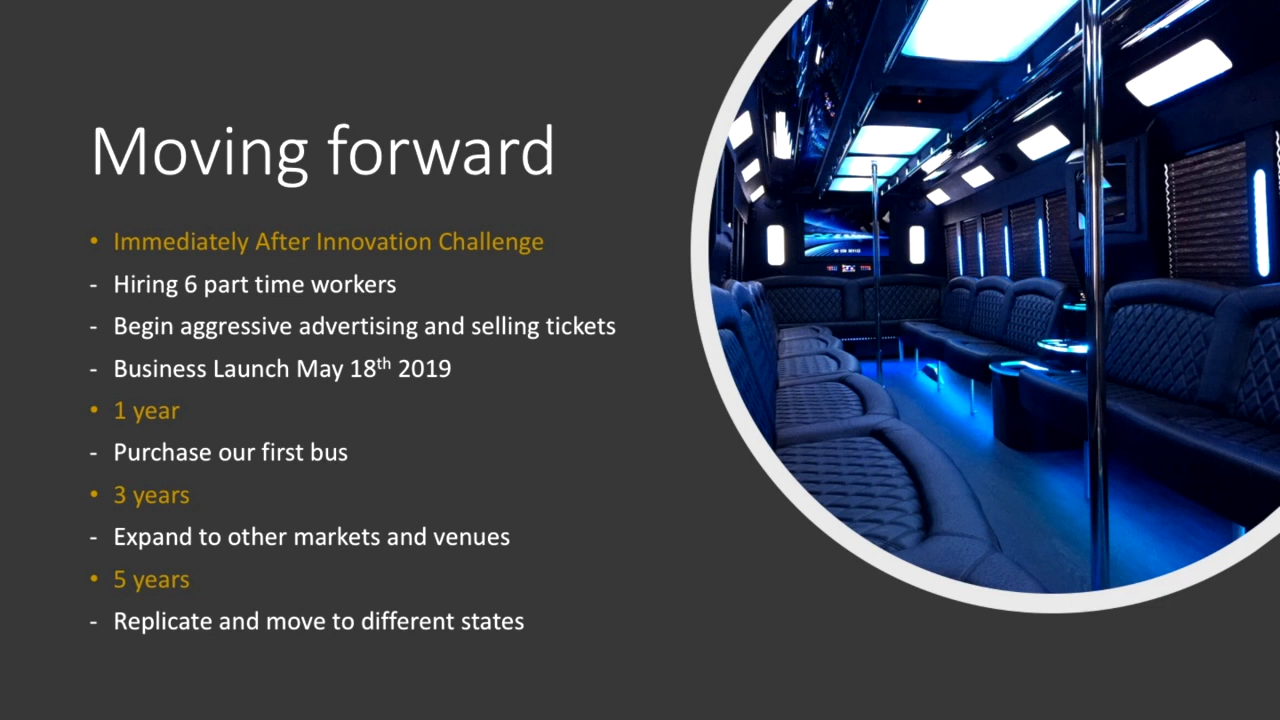 Moving forward
• Immediately After Innovation Challenge
- Hiring 6 part time workers
- Begin aggressive advertising and selling tickets
- Business Launch May 18th 2019
• 1 year
- Purchase our first bus
• 3 years
- Expand to other markets and venues
• 5 years
- Replicate and move to different states